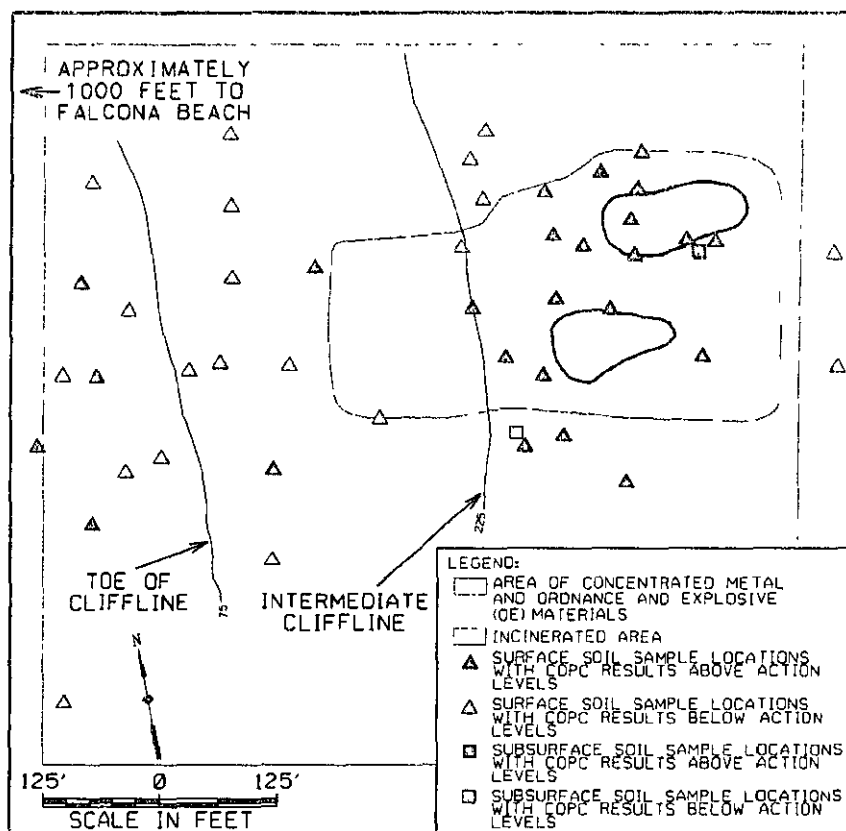 APPROXIMATELY
1000 FEET TO
FALCONA BEACH
TOE OF
CLIFFLINE
75
INTERMEDIATE
CLIFFLINE
225
N
125' 0 125'
SCALE IN FEET
LEGEND:
AREA OF CONCENTRATED METAL
AND ORDNANCE AND EXPLOSIVE
(OE) MATERIALS
INCINERATED AREA
SURFACE SOIL SAMPLE LOCATIONS
WITH COPC RESULTS ABOVE ACTION
LEVELS
SURFACE SOIL SAMPLE LOCATIONS
WITH COPC RESULTS BELOW ACTION
LEVELS
SUBSURFACE SOIL SAMPLE LOCATIONS
WITH COPC RESULTS ABOVE ACTION
LEVELS
SUBSURFACE SOIL SAMPLE LOCATIONS
WITH COPC RESULTS BELOW ACTION
LEVELS